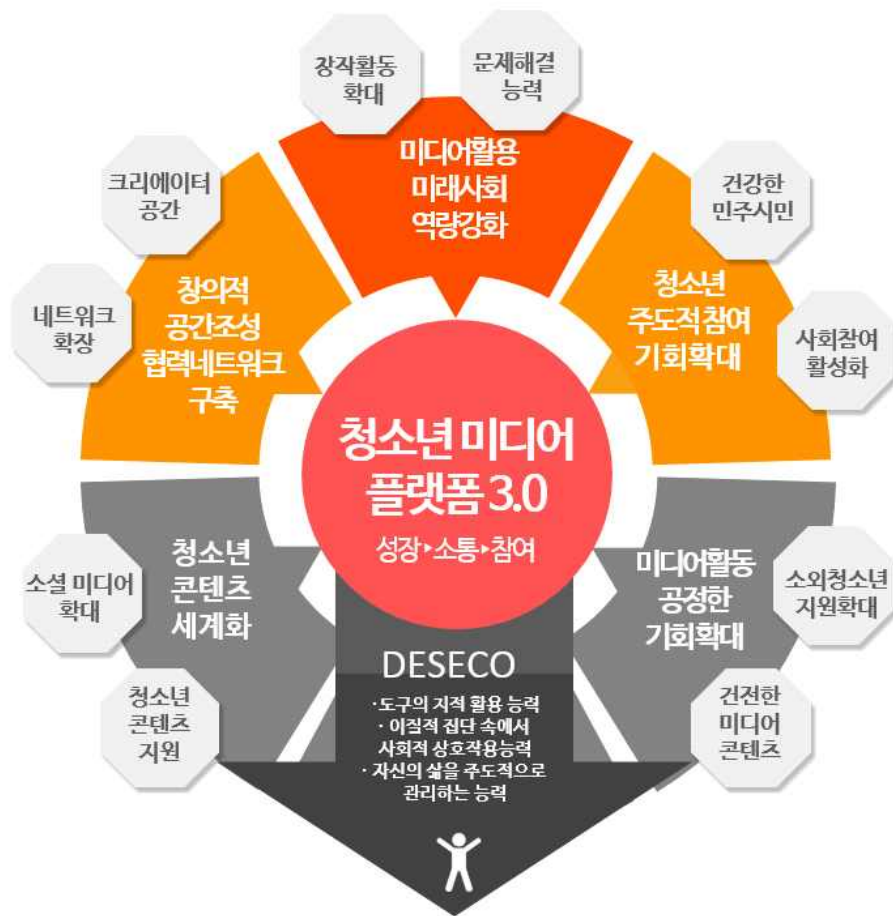 창작활동
확대
문제해결
능력
미디어활용
미래사회
역량강화
크리에이터
공간
건강한
민주시민
네트워크
확장
창의적
공간조성
협력네트워크
구축
청소년
주도적 참여
기회확대
사회참여
활성화
청소년 미디어
플랫폼 3.0
성장▸소통▸참여
소셜 미디어
확대
청소년
콘텐츠
세계화
미디어활동
공정한
기회확대
소외청소년
지원확대
청소년
콘텐츠
지원
건전한
미디어
콘텐츠
DESECO
·도구의 지적 활용 능력
· 이질적 집단 속에서
사회적 상호작용능력
· 자신의 삶을 주도적으로
관리하는 능력